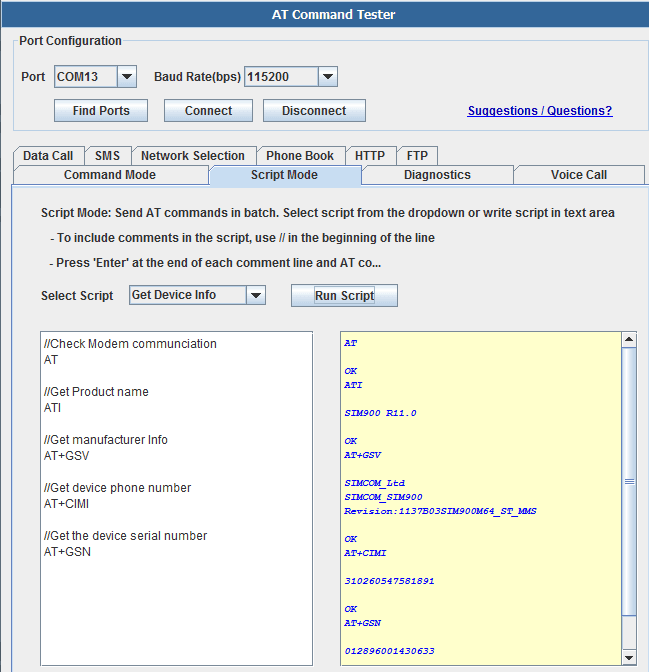 AT Command Tester
Port Configuration
Port COM13 Baud Rate(bps) 115200
Find Ports Connect Disconnect Suggestions / Questions?
Data Call SMS Network Selection Phone Book HTTP FTP
Command Mode Script Mode Diagnostics Voice Call
Script Mode: Send AT commands in batch. Select script from the dropdown or write script in text area
- To include comments in the script, use // in the beginning of the line
- Press 'Enter' at the end of each comment line and AT co...
Select Script Get Device Info Run Script
//Check Modem communciation
AT
//Get Product name
ATI
//Get manufacturer Info
AT+GSV
//Get device phone number
AT+CIMI
//Get the device serial number
AT+GSN
AT
OK
ATI
SIM900 R11.0
OK
AT+GSV
SIMCOM_Ltd
SIMCOM_SIM900
Revision:1137B03SIM900M64_ST_MMS
OK
AT+CIMI
310260547581891
OK
AT+GSN
012896001430633